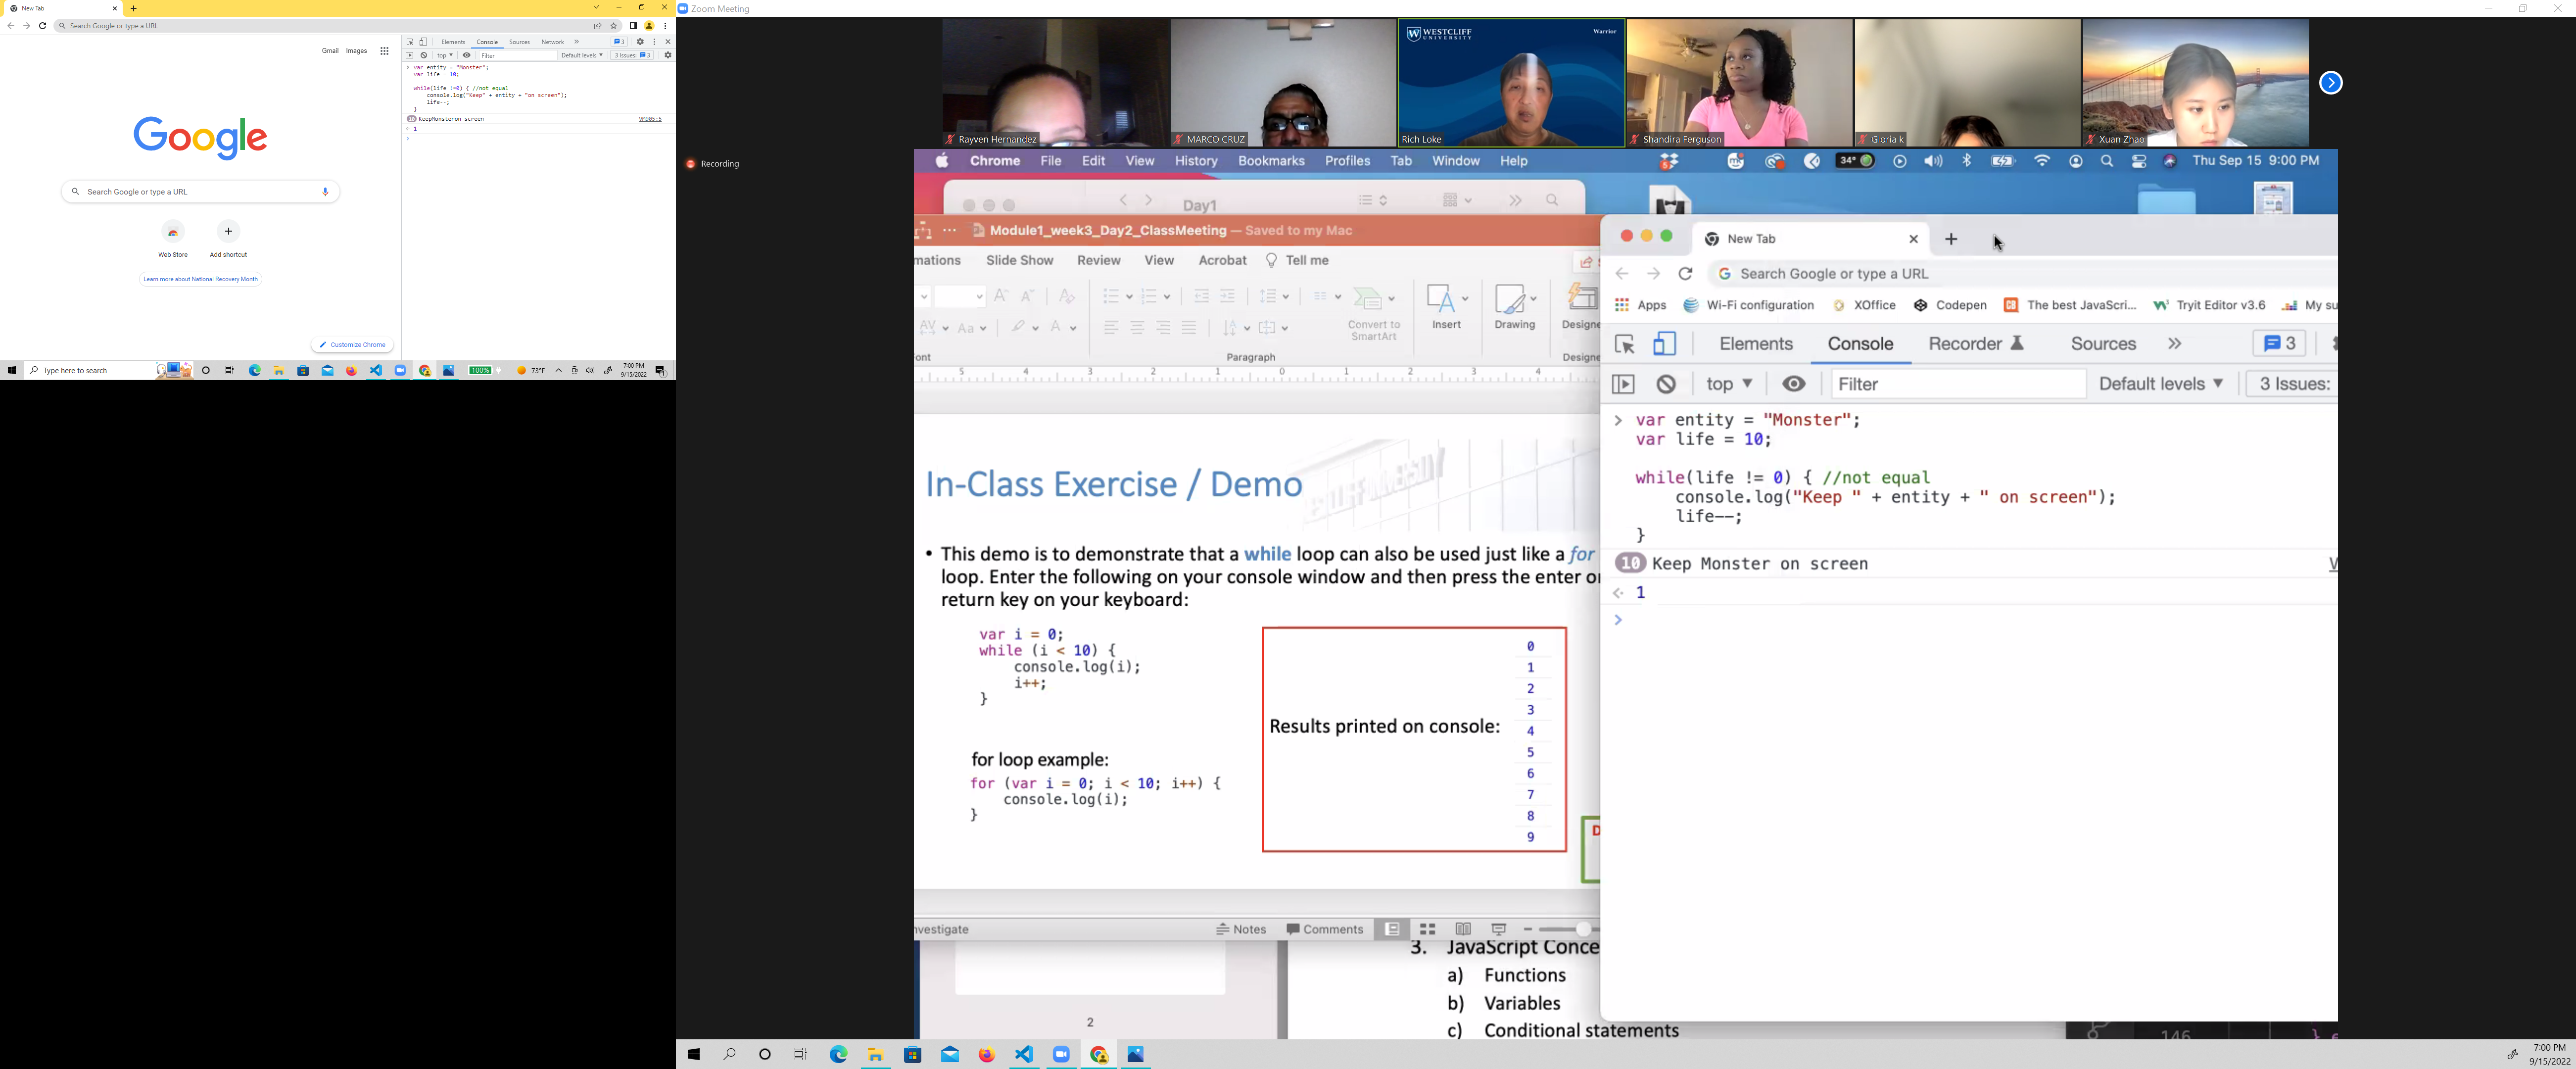 New Tab
Search Google or type a URL
Gmail Images
Elements Console Sources Network » 3
top Filter Default levels 3 Issues: 3
var entity = "Monster";
var life = 10;
while(life !=0) { //not equal
console.log("Keep" + entity + "on screen");
life--;
}
10 KeepMonsteron screen VM905:5
1
Google
Search Google or type a URL
Web Store Add shortcut
Learn more about National Recovery Month
Customize Chrome
Type here to search 100% 73°F 7:00 PM
9/15/2022
Zoom Meeting
Recording
WESTCLIFF
UNIVERSITY
Warrior
Rayven Hernandez MARCO CRUZ Rich Loke Shandira Ferguson Gloria k Xuan Zhao
Chrome File Edit View History Bookmarks Profiles Tab Window Help 34° Thu Sep 15 9:00 PM
Day1
Module1_week3_Day2_ClassMeeting — Saved to my Mac
mations Slide Show Review View Acrobat Tell me
Convert to
SmartArt
Insert Drawing Designe
ont Paragraph Designe
5 4 3 2 1 0 1 2 3 4
In-Class Exercise / Demo
• This demo is to demonstrate that a while loop can also be used just like a for
loop. Enter the following on your console window and then press the enter or
return key on your keyboard:
var i = 0;
while (i < 10) {
console.log(i);
i++;
}
for loop example:
for (var i = 0; i < 10; i++) {
console.log(i);
}
Results printed on console:
0
1
2
3
4
5
6
7
8
9
nvestigate Notes Comments
2
3. JavaScript Conce
a) Functions
b) Variables
c) Conditional statements
New Tab
Search Google or type a URL
Apps Wi-Fi configuration XOffice Codepen The best JavaScri... Tryit Editor v3.6 My su
Elements Console Recorder Sources » 3
top Filter Default levels 3 Issues:
var entity = "Monster";
var life = 10;
while(life != 0) { //not equal
console.log("Keep " + entity + " on screen");
life--;
}
10 Keep Monster on screen V
1
146
7:00 PM
9/15/2022